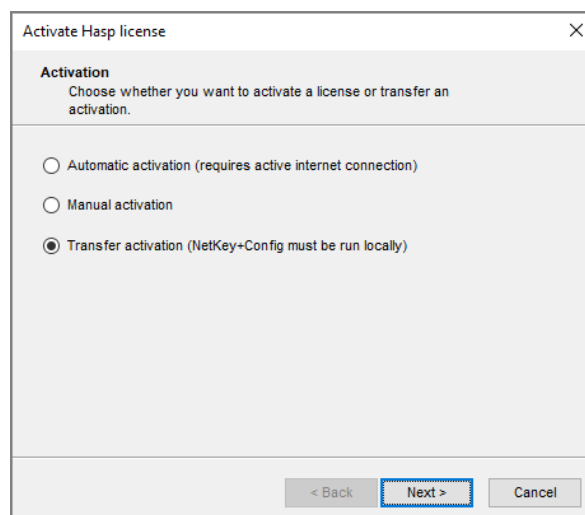 Activate Hasp license
Activation
Choose whether you want to activate a license or transfer an
activation.
Automatic activation (requires active internet connection)
Manual activation
Transfer activation (NetKey+Config must be run locally)
< Back Next > Cancel